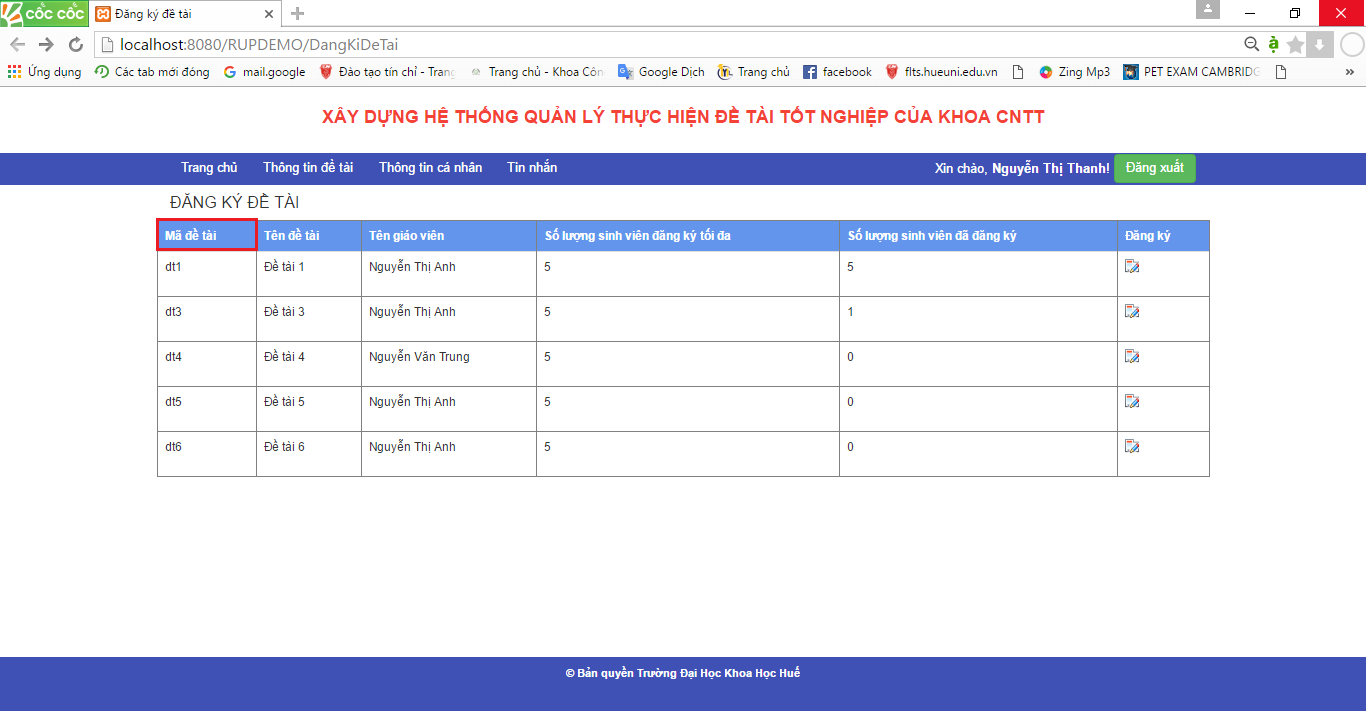 cốc cốc Đăng ký đề tài
localhost:8080/RUPDEMO/DangKiDeTai
Ứng dụng Các tab mới đóng mail.google Đào tạo tín chỉ - Tran Trang chủ - Khoa Côn Google Dịch Trang chủ facebook flts.hueuni.edu.vn Zing Mp3 PET EXAM CAMBRIDG »
XÂY DỰNG HỆ THỐNG QUẢN LÝ THỰC HIỆN ĐỀ TÀI TỐT NGHIỆP CỦA KHOA CNTT
Trang chủ Thông tin đề tài Thông tin cá nhân Tin nhắn Xin chào, Nguyễn Thị Thanh! Đăng xuất
ĐĂNG KÝ ĐỀ TÀI
Mã đề tài Tên đề tài Tên giáo viên Số lượng sinh viên đăng ký tối đa Số lượng sinh viên đã đăng ký Đăng ký
dt1 Đề tài 1 Nguyễn Thị Anh 5 5
dt3 Đề tài 3 Nguyễn Thị Anh 5 1
dt4 Đề tài 4 Nguyễn Văn Trung 5 0
dt5 Đề tài 5 Nguyễn Thị Anh 5 0
dt6 Đề tài 6 Nguyễn Thị Anh 5 0
© Bản quyền Trường Đại Học Khoa Học Huế